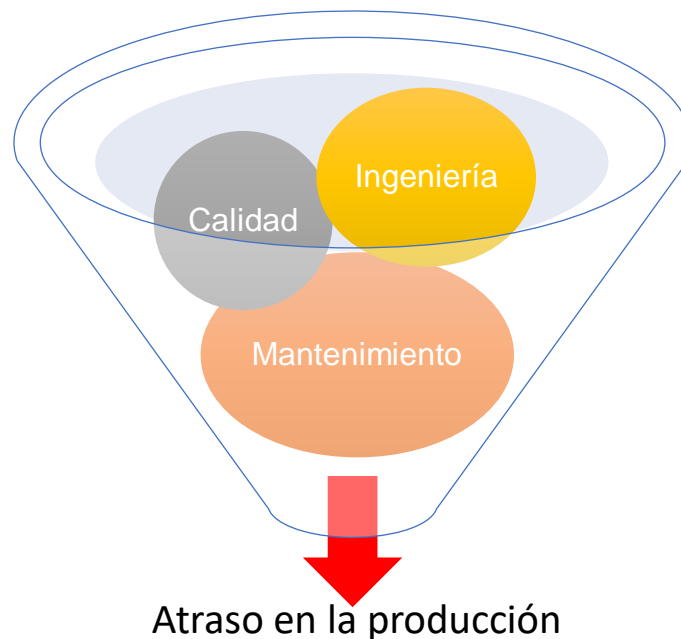 Ingeniería
Calidad
Mantenimiento
Atraso en la producción